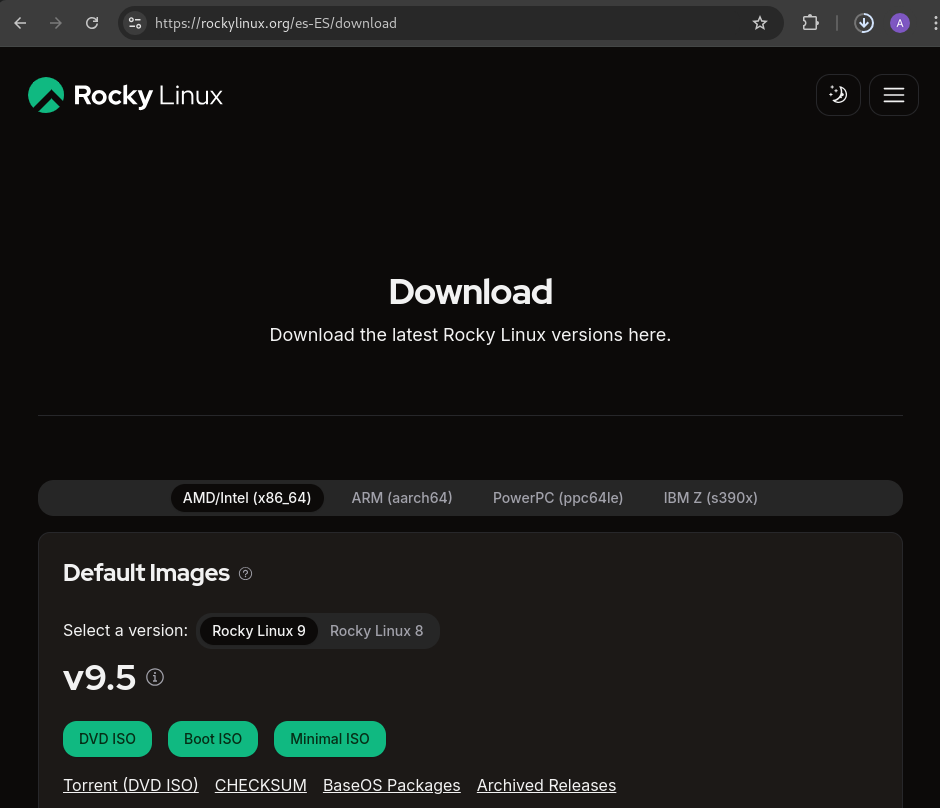 https://rockylinux.org/es-ES/download
A
Rocky Linux
Download
Download the latest Rocky Linux versions here.
AMD/Intel (x86_64) ARM (aarch64) PowerPC (ppc64le) IBM Z (s390x)
Default Images ?
Select a version: Rocky Linux 9 Rocky Linux 8
v9.5 i
DVD ISO Boot ISO Minimal ISO
Torrent (DVD ISO) CHECKSUM BaseOS Packages Archived Releases